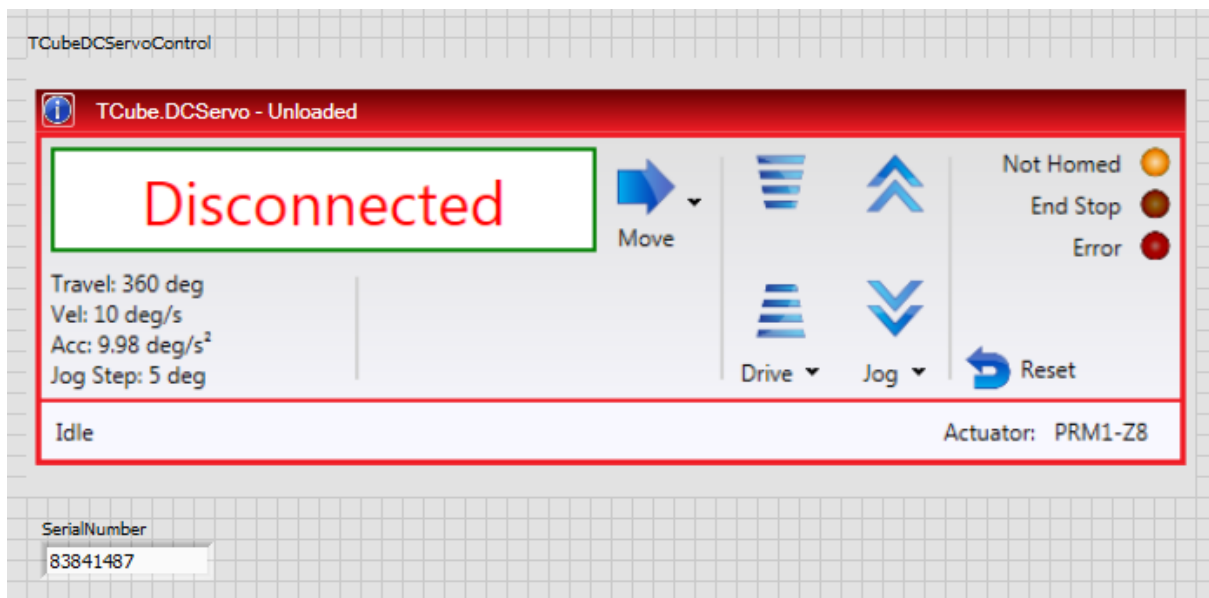 TCubeDCServoControl
TCube.DCServo - Unloaded
Disconnected
Move
Not Homed
End Stop
Error
Travel: 360 deg
Vel: 10 deg/s
Acc: 9.98 deg/s²
Jog Step: 5 deg
Drive
Jog
Reset
Idle
Actuator: PRM1-Z8
SerialNumber
83841487